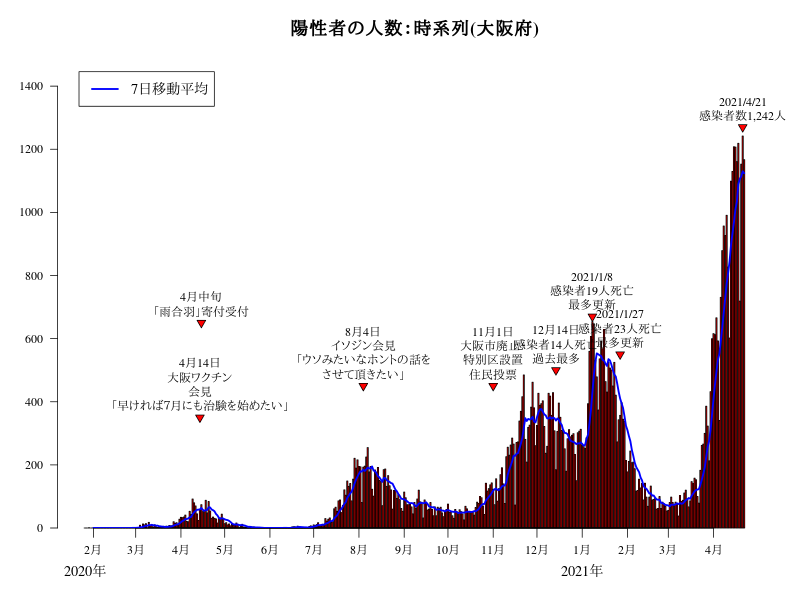 陽性者の人数：時系列(大阪府)
7日移動平均
1400
1200
1000
800
600
400
200
0
2021/4/21
感染者数1,242人
4月中旬
「雨合羽」寄付受付
4月14日
大阪ワクチン
会見
「早ければ7月にも治験を始めたい」
8月4日
イソジン会見
「ウソみたいなホントの話を
させて頂きたい」
11月1日
大阪市廃止
特別区設置
住民投票
12月14日
感染者14人死亡
過去最多
2021/1/8
感染者19人死亡
最多更新
2021/1/27
感染者23人死亡
最多更新
2月 3月 4月 5月 6月 7月 8月 9月 10月 11月 12月 1月 2月 3月 4月
2020年 2021年